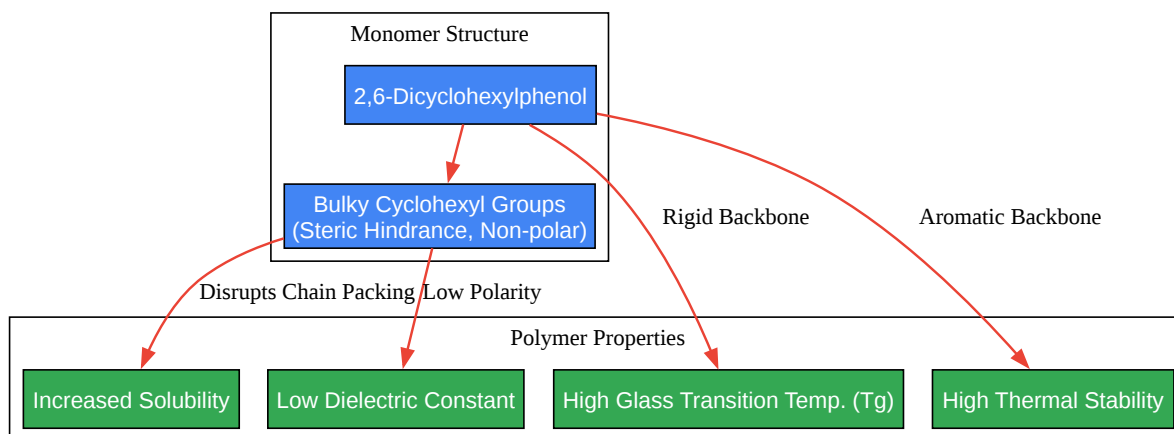 Monomer Structure
2,6-Dicyclohexylphenol
Bulky Cyclohexyl Groups
(Steric Hindrance, Non-polar)
Rigid Backbone
Aromatic Backbone
Disrupts Chain Packing
Low Polarity
Polymer Properties
Increased Solubility
Low Dielectric Constant
High Glass Transition Temp. (Tg)
High Thermal Stability